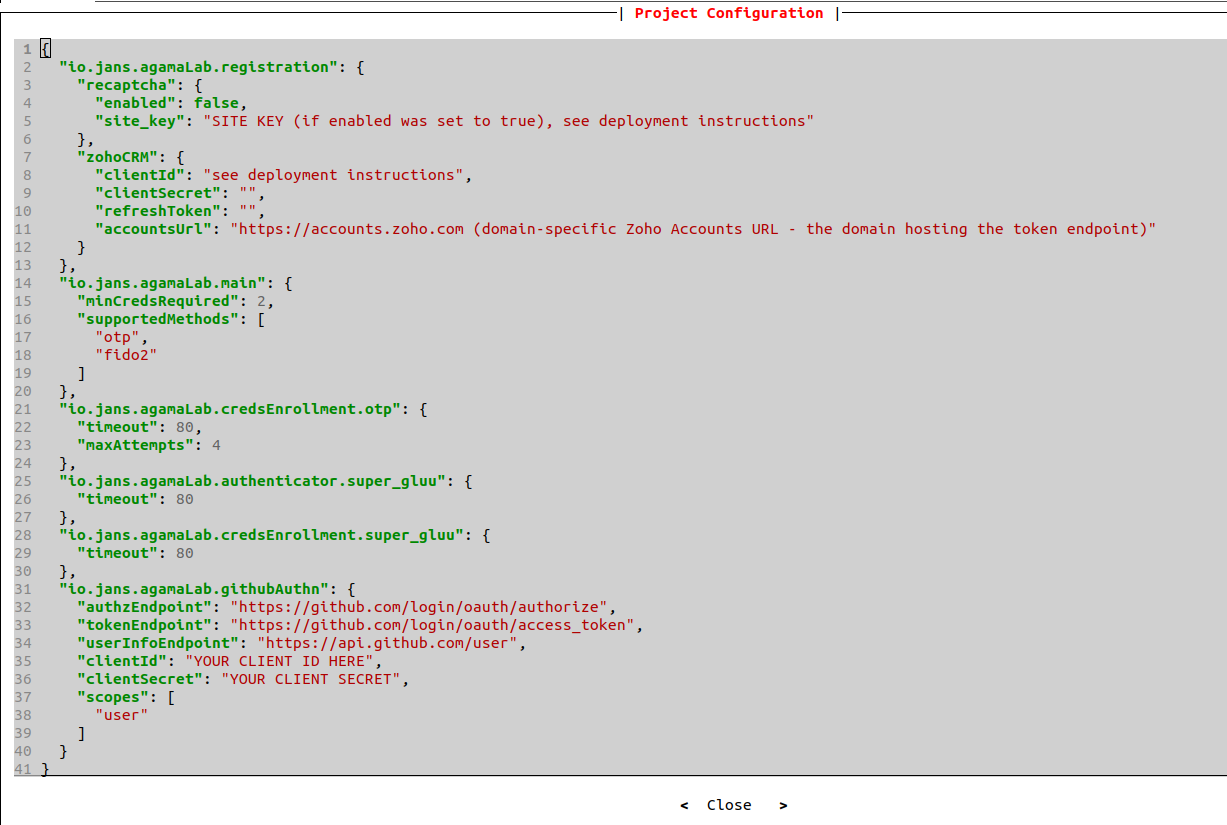 | Project Configuration |
1 {
2   "io.jans.agamaLab.registration": {
3     "recaptcha": {
4       "enabled": false,
5       "site_key": "SITE KEY (if enabled was set to true), see deployment instructions"
6     },
7     "zohoCRM": {
8       "clientId": "see deployment instructions",
9       "clientSecret": "",
10       "refreshToken": "",
11       "accountsUrl": "https://accounts.zoho.com (domain-specific Zoho Accounts URL - the domain hosting the token endpoint)"
12     }
13   },
14   "io.jans.agamaLab.main": {
15     "minCredsRequired": 2,
16     "supportedMethods": [
17       "otp",
18       "fido2"
19     ]
20   },
21   "io.jans.agamaLab.credsEnrollment.otp": {
22     "timeout": 80,
23     "maxAttempts": 4
24   },
25   "io.jans.agamaLab.authenticator.super_gluu": {
26     "timeout": 80
27   },
28   "io.jans.agamaLab.credsEnrollment.super_gluu": {
29     "timeout": 80
30   },
31   "io.jans.agamaLab.githubAuthn": {
32     "authzEndpoint": "https://github.com/login/oauth/authorize",
33     "tokenEndpoint": "https://github.com/login/oauth/access_token",
34     "userInfoEndpoint": "https://api.github.com/user",
35     "clientId": "YOUR CLIENT ID HERE",
36     "clientSecret": "YOUR CLIENT SECRET",
37     "scopes": [
38       "user"
39     ]
40   }
41 }
< Close >